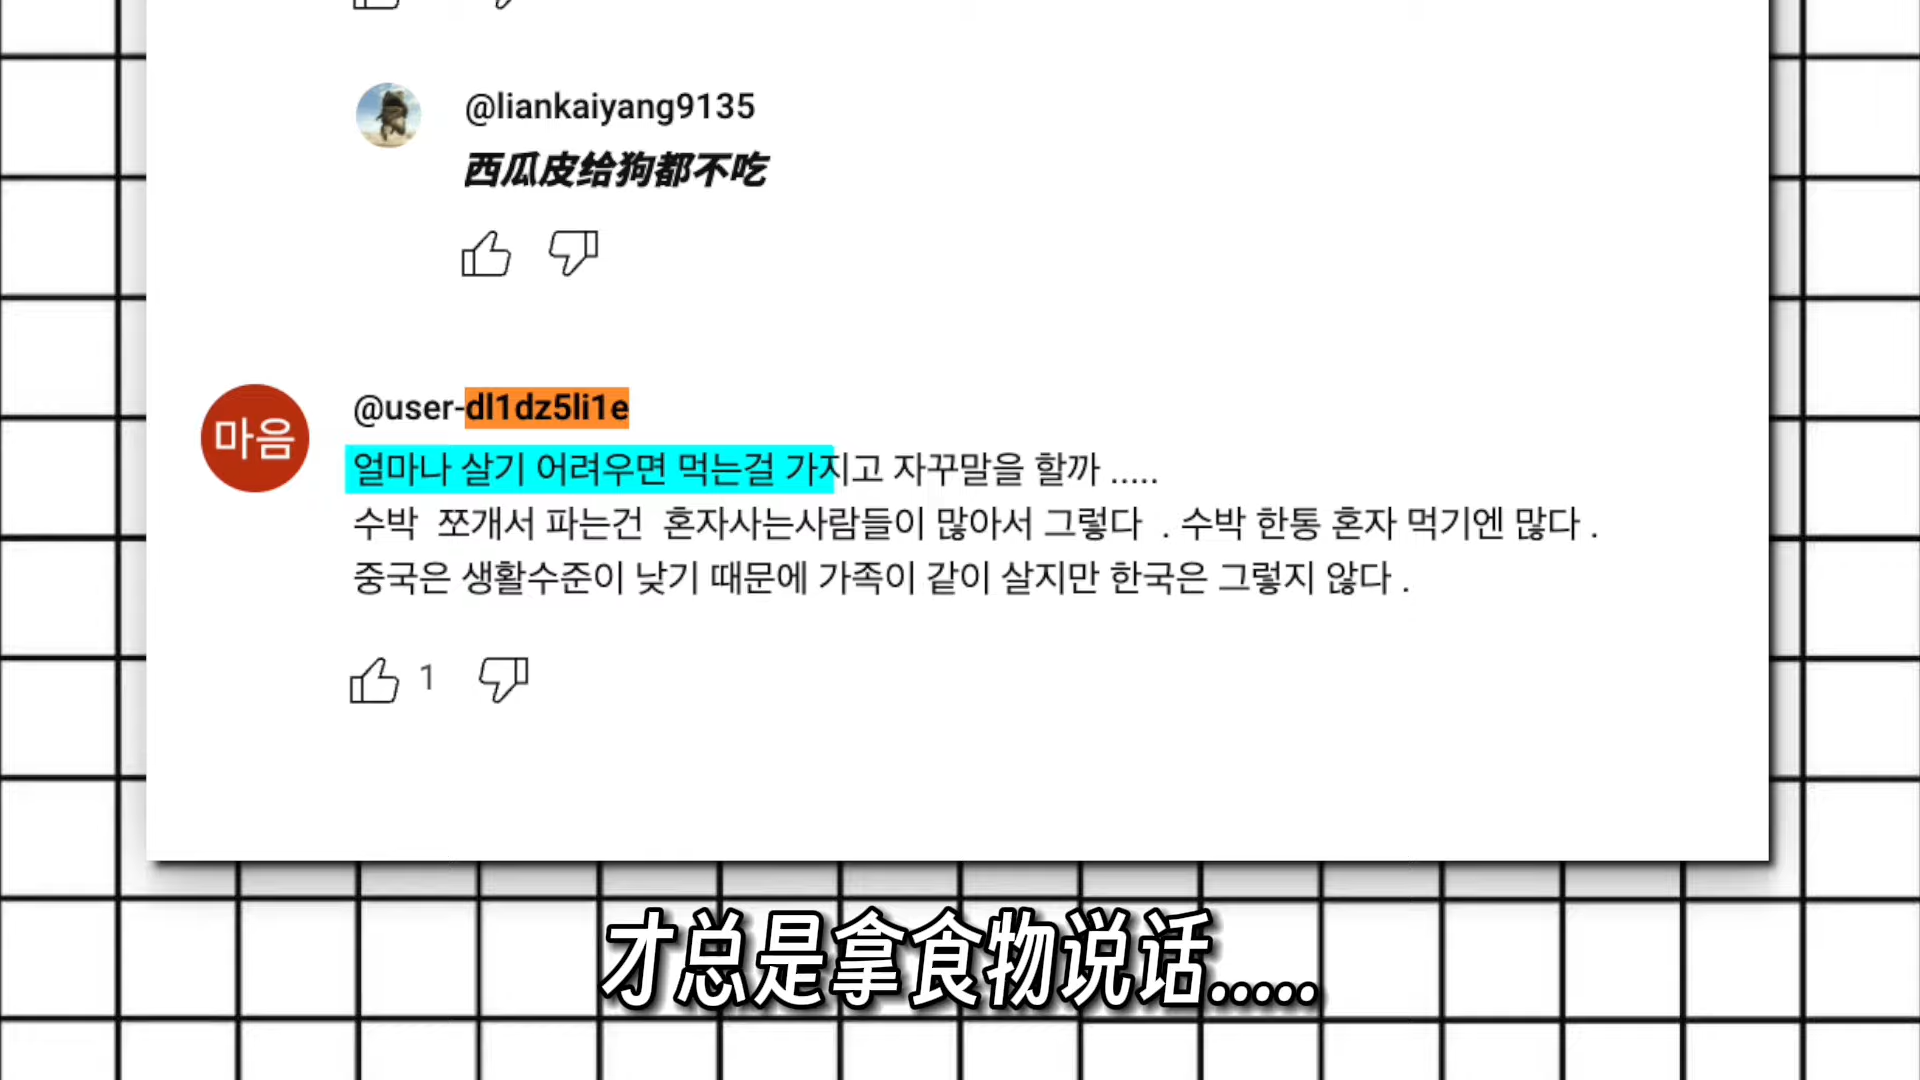 @liankaiyang9135
西瓜皮给狗都不吃
마음
@user-dl1dz5li1e
얼마나 살기 어려우면 먹는걸 가지고 자꾸말을 할까 .....
수박 쪼개서 파는건 혼자사는사람들이 많아서 그렇다 . 수박 한통 혼자 먹기엔 많다 .
중국은 생활수준이 낮기 때문에 가족이 같이 살지만 한국은 그렇지 않다 .
1
才总是拿食物说话.....